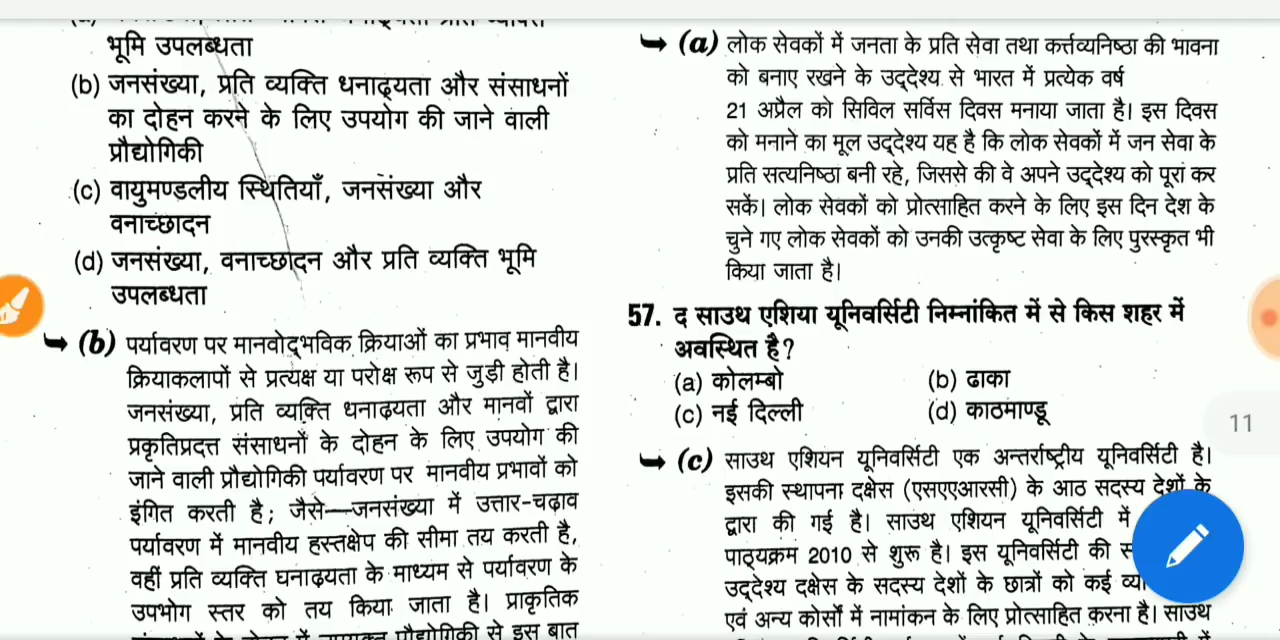 भूमि उपलब्धता
(b) जनसंख्या, प्रति व्यक्ति धनाढ्यता और संसाधनों
का दोहन करने के लिए उपयोग की जाने वाली
प्रौद्योगिकी
(c) वायुमण्डलीय स्थितियाँ, जनसंख्या और
वनाच्छादन
(d) जनसंख्या, वनाच्छादन और प्रति व्यक्ति भूमि
उपलब्धता
(b) पर्यावरण पर मानवोद्भविक क्रियाओं का प्रभाव मानवीय
क्रियाकलापों से प्रत्यक्ष या परोक्ष रूप से जुड़ी होती है।
जनसंख्या, प्रति व्यक्ति धनाढ्यता और मानवों द्वारा
प्रकृतिप्रदत्त संसाधनों के दोहन के लिए उपयोग की
जाने वाली प्रौद्योगिकी पर्यावरण पर मानवीय प्रभावों को
इंगित करती है; जैसे—जनसंख्या में उत्तार-चढ़ाव
पर्यावरण में मानवीय हस्तक्षेप की सीमा तय करती है,
वहीं प्रति व्यक्ति घनाढ्यता के माध्यम से पर्यावरण के
उपभोग स्तर को तय किया जाता है। प्राकृतिक
(a) लोक सेवकों में जनता के प्रति सेवा तथा कर्त्तव्यनिष्ठा की भावना
को बनाए रखने के उद्देश्य से भारत में प्रत्येक वर्ष
21 अप्रैल को सिविल सर्विस दिवस मनाया जाता है। इस दिवस
को मनाने का मूल उद्देश्य यह है कि लोक सेवकों में जन सेवा के
प्रति सत्यनिष्ठा बनी रहे, जिससे की वे अपने उद्देश्य को पूरा कर
सकें। लोक सेवकों को प्रोत्साहित करने के लिए इस दिन देश के
चुने गए लोक सेवकों को उनकी उत्कृष्ट सेवा के लिए पुरस्कृत भी
किया जाता है।
57. द साउथ एशिया यूनिवर्सिटी निम्नांकित में से किस शहर में
अवस्थित है?
(a) कोलम्बो (b) ढाका
(c) नई दिल्ली (d) काठमाण्डू
(c) साउथ एशियन यूनिवर्सिटी एक अन्तर्राष्ट्रीय यूनिवर्सिटी है।
इसकी स्थापना दक्षेस (एसएएआरसी) के आठ सदस्य देशों के
द्वारा की गई है। साउथ एशियन यूनिवर्सिटी में
पाठ्यक्रम 2010 से शुरू है। इस यूनिवर्सिटी की
उद्देश्य दक्षेस के सदस्य देशों के छात्रों को कई
एवं अन्य कोर्सों में नामांकन के लिए प्रोत्साहित करना है। साउथ
11